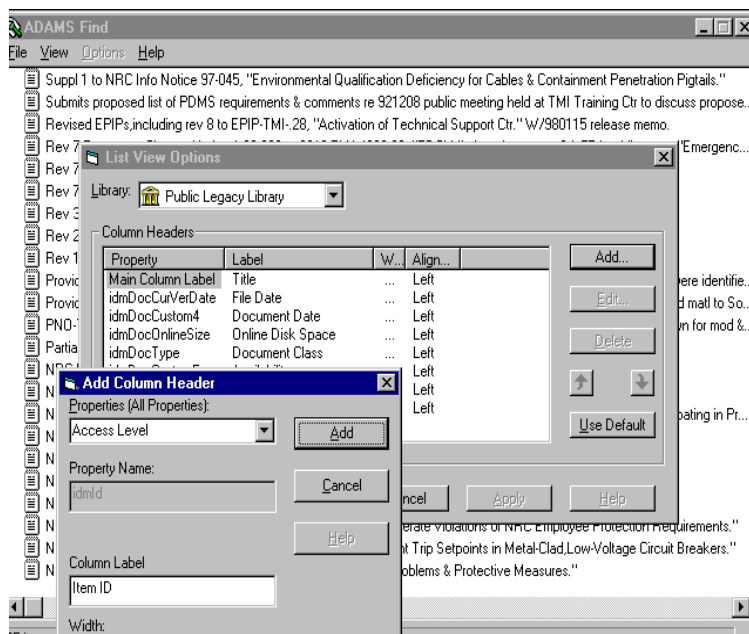 ADAMS Find
File View Options Help
Suppl 1 to NRC Info Notice 97-045, "Environmental Qualification Deficiency for Cables & Containment Penetration Pigtails."
Submits proposed list of PDMS requirements & comments re 921208 public meeting held at TMI Training Ctr to discuss propose..
Revised EPIPs,including rev 8 to EPIP-TMI-.28, "Activation of Technical Support Ctr." W/980115 release memo.
Rev 7
"Emergenc...
List View Options
Rev 7
Rev 7
Library: Public Legacy Library
Rev 3
Rev 2
Column Headers
Rev 1
Property Label W... Align...
Add...
Provid
Main Column Label Title ... Left
ere identifie..
idmDocCurVerDate File Date ... Left
Edit...
Provid
d matl to So...
idmDocCustom4 Document Date ... Left
PNO-
wn for mod &..
idmDocOnlineSize Online Disk Space ... Left
Delete
Partia
idmDocType Document Class ... Left
... Left
... Left
Left
pating in Pr...
Use Default
Cancel Apply Help
Add Column Header
Properties (All Properties):
Access Level
Add
Property Name:
idmId
Cancel
Help
Column Label
Item ID
Width:
erate Violations of NRC Employee Protection Requirements."
nt Trip Setpoints in Metal-Clad,Low-Voltage Circuit Breakers."
oblems & Protective Measures."